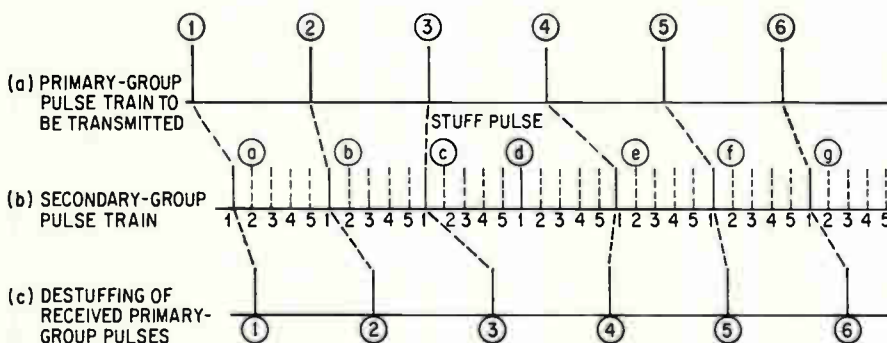 ① ② ③ ④ ⑤ ⑥
(a) PRIMARY-GROUP
PULSE TRAIN TO
BE TRANSMITTED
STUFF PULSE
ⓐ ⓑ ⓒ ⓓ ⓔ ⓕ ⓖ
(b) SECONDARY-GROUP
PULSE TRAIN
1 2 3 4 5 1 2 3 4 5 1 2 3 4 5 1 2 3 4 5 1 2 3 4 5 1 2 3 4 5 1 2 3 4 5
(c) DESTUFFING OF
RECEIVED PRIMARY-
GROUP PULSES
① ② ③ ④ ⑤ ⑥